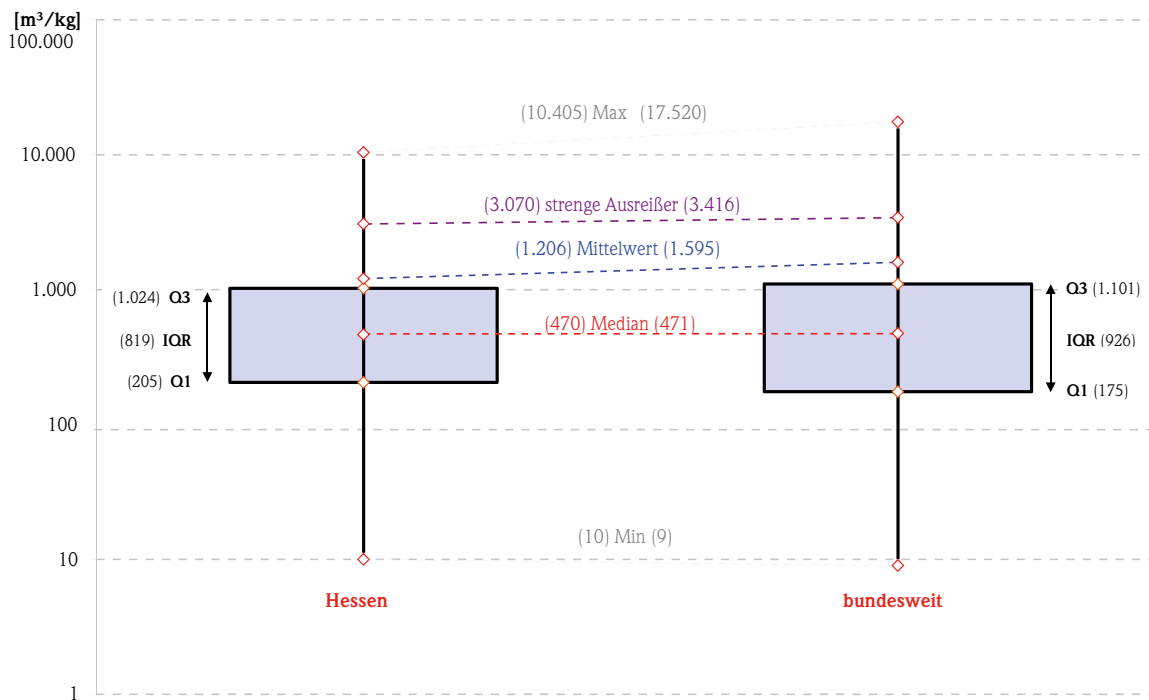 [m³/kg]
100.000
(10.405) Max (17.520)
10.000
(3.070) strenge Ausreißer (3.416)
(1.206) Mittelwert (1.595)
1.000
(1.024) Q3
Q3 (1.101)
(470) Median (471)
(819) IQR
IQR (926)
(205) Q1
Q1 (175)
100
(10) Min (9)
10
Hessen
bundesweit
1